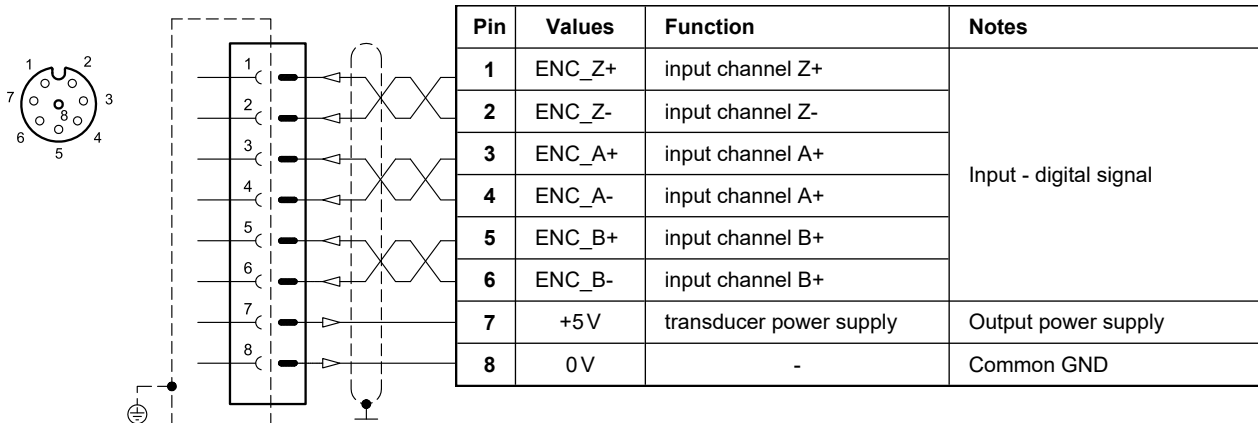 1 2
7 8 3
6 4
5
1
2
3
4
5
6
7
8
Pin Values Function Notes
1 ENC_Z+ input channel Z+
2 ENC_Z- input channel Z-
3 ENC_A+ input channel A+
Input - digital signal
4 ENC_A- input channel A+
5 ENC_B+ input channel B+
6 ENC_B- input channel B+
7 +5V transducer power supply Output power supply
8 0V - Common GND